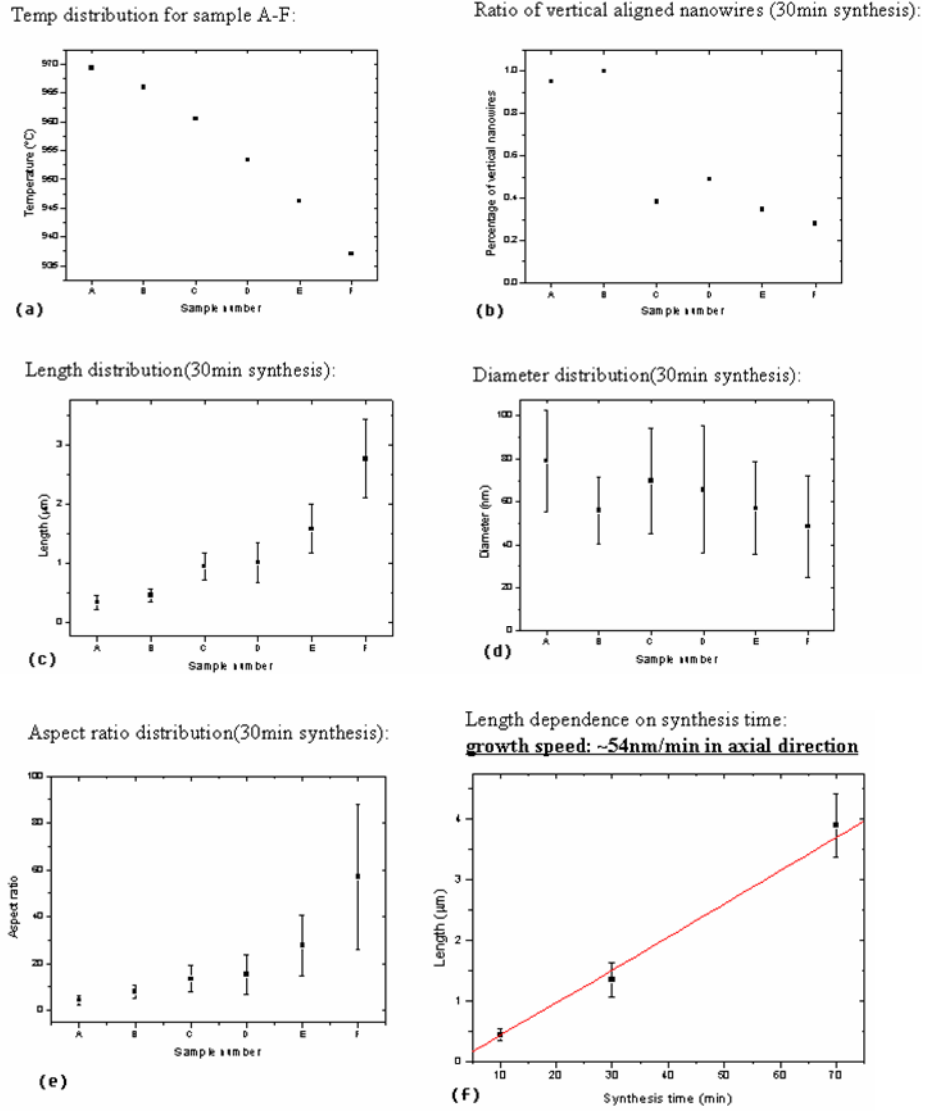 Temp distribution for sample A-F:
Ratio of vertical aligned nanowires (30min synthesis):
970
965
960
955
950
945
940
935
Temperature (°C)
A B C D E F
Sample number
(a)
1.0
0.8
0.6
0.4
0.2
0.0
Percentage of vertical nanowires
A B C D E F
Sample number
(b)
Length distribution(30min synthesis):
Diameter distribution(30min synthesis):
3
2
1
0
Length (µm)
A B C D E F
Sample number
(c)
100
80
60
40
20
0
Diameter (nm)
A B C D E F
Sample number
(d)
Aspect ratio distribution(30min synthesis):
Length dependence on synthesis time:
growth speed: ~54nm/min in axial direction
100
80
60
40
20
0
Aspect ratio
A B C D E F
Sample number
(e)
4
3
2
1
0
Length (µm)
10 20 30 40 50 60 70
Synthesis time (min)
(f)